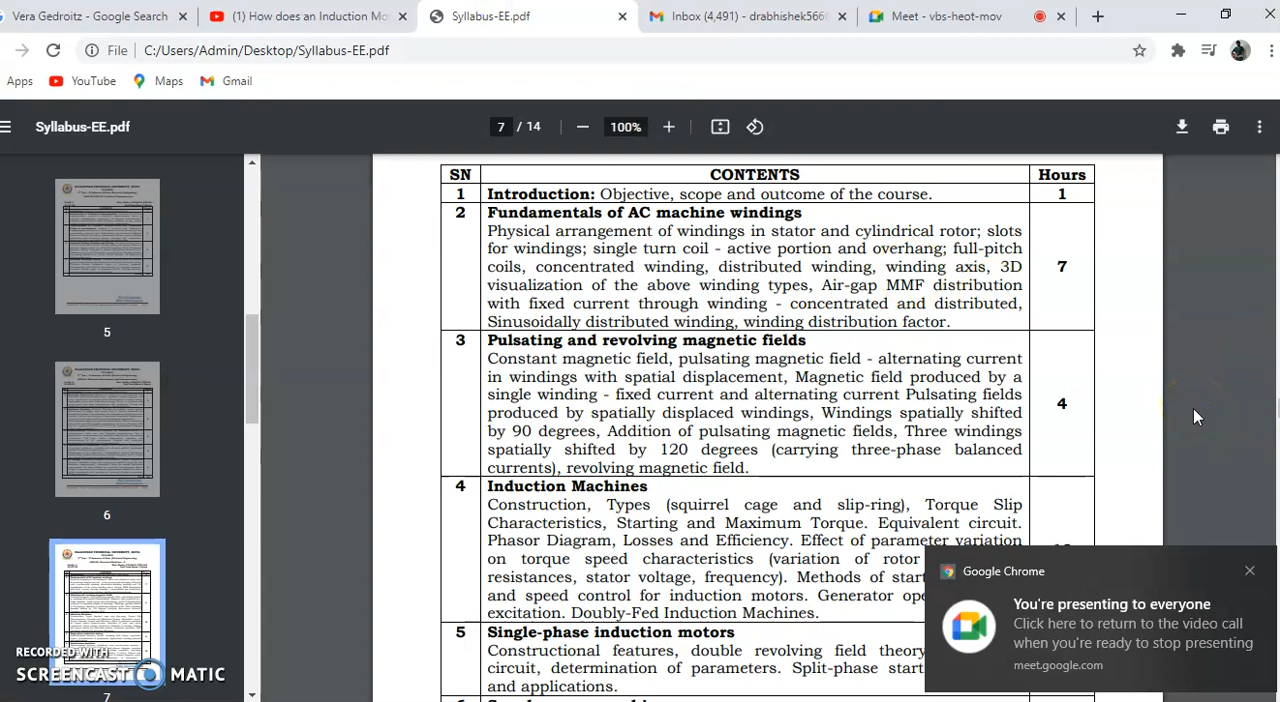 Vera Gedroitz - Google Search
(1) How does an Induction Mo
Syllabus-EE.pdf
Inbox (4,491) - drabhishek566
Meet - vbs-heot-mov
File
C:/Users/Admin/Desktop/Syllabus-EE.pdf
Apps
YouTube
Maps
Gmail
Syllabus-EE.pdf
7 / 14
100%
5
6
7
SN CONTENTS Hours
1 Introduction: Objective, scope and outcome of the course. 1
2 Fundamentals of AC machine windings
Physical arrangement of windings in stator and cylindrical rotor; slots
for windings; single turn coil - active portion and overhang; full-pitch
coils, concentrated winding, distributed winding, winding axis, 3D
visualization of the above winding types, Air-gap MMF distribution
with fixed current through winding - concentrated and distributed,
Sinusoidally distributed winding, winding distribution factor.
7
3 Pulsating and revolving magnetic fields
Constant magnetic field, pulsating magnetic field - alternating current
in windings with spatial displacement, Magnetic field produced by a
single winding - fixed current and alternating current Pulsating fields
produced by spatially displaced windings, Windings spatially shifted
by 90 degrees, Addition of pulsating magnetic fields, Three windings
spatially shifted by 120 degrees (carrying three-phase balanced
currents), revolving magnetic field.
4
4 Induction Machines
Construction, Types (squirrel cage and slip-ring), Torque Slip
Characteristics, Starting and Maximum Torque. Equivalent circuit.
Phasor Diagram, Losses and Efficiency. Effect of parameter variation
on torque speed characteristics (variation of rotor
resistances, stator voltage, frequency). Methods of star
and speed control for induction motors. Generator ope
excitation. Doubly-Fed Induction Machines.
5 Single-phase induction motors
Constructional features, double revolving field theory
circuit, determination of parameters. Split-phase star
and applications.
Google Chrome
You're presenting to everyone
Click here to return to the video call
when you're ready to stop presenting
meet.google.com
RECORDED WITH
SCREENCAST MATIC